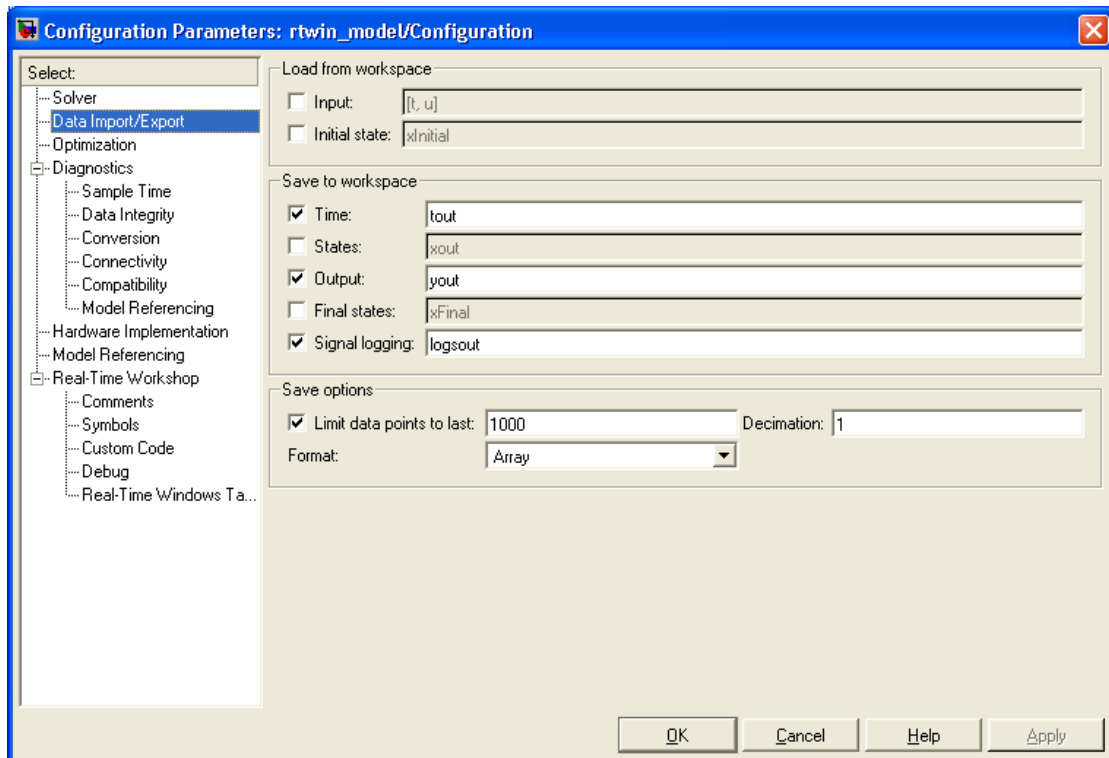 Configuration Parameters: rtwin_model/Configuration
Select:
Solver
Data Import/Export
Optimization
Diagnostics
Sample Time
Data Integrity
Conversion
Connectivity
Compatibility
Model Referencing
Hardware Implementation
Model Referencing
Real-Time Workshop
Comments
Symbols
Custom Code
Debug
Real-Time Windows Ta...
Load from workspace
Input: [t, u]
Initial state: xInitial
Save to workspace
Time: tout
States: xout
Output: yout
Final states: xFinal
Signal logging: logsout
Save options
Limit data points to last: 1000 Decimation: 1
Format: Array
OK Cancel Help Apply